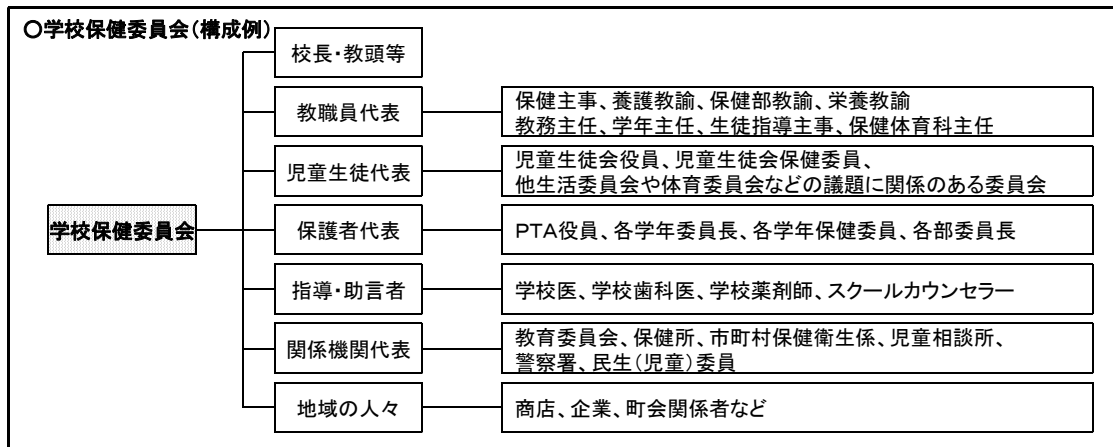 〇学校保健委員会(構成例)
校長・教頭等
教職員代表
保健主事、養護教諭、保健部教諭、栄養教諭
教務主任、学年主任、生徒指導主事、保健体育科主任
児童生徒代表
児童生徒会役員、児童生徒会保健委員、
他生活委員会や体育委員会などの議題に関係のある委員会
学校保健委員会
保護者代表
PTA役員、各学年委員長、各学年保健委員、各部委員長
指導・助言者
学校医、学校歯科医、学校薬剤師、スクールカウンセラー
関係機関代表
教育委員会、保健所、市町村保健衛生係、児童相談所、
警察署、民生(児童)委員
地域の人々
商店、企業、町会関係者など